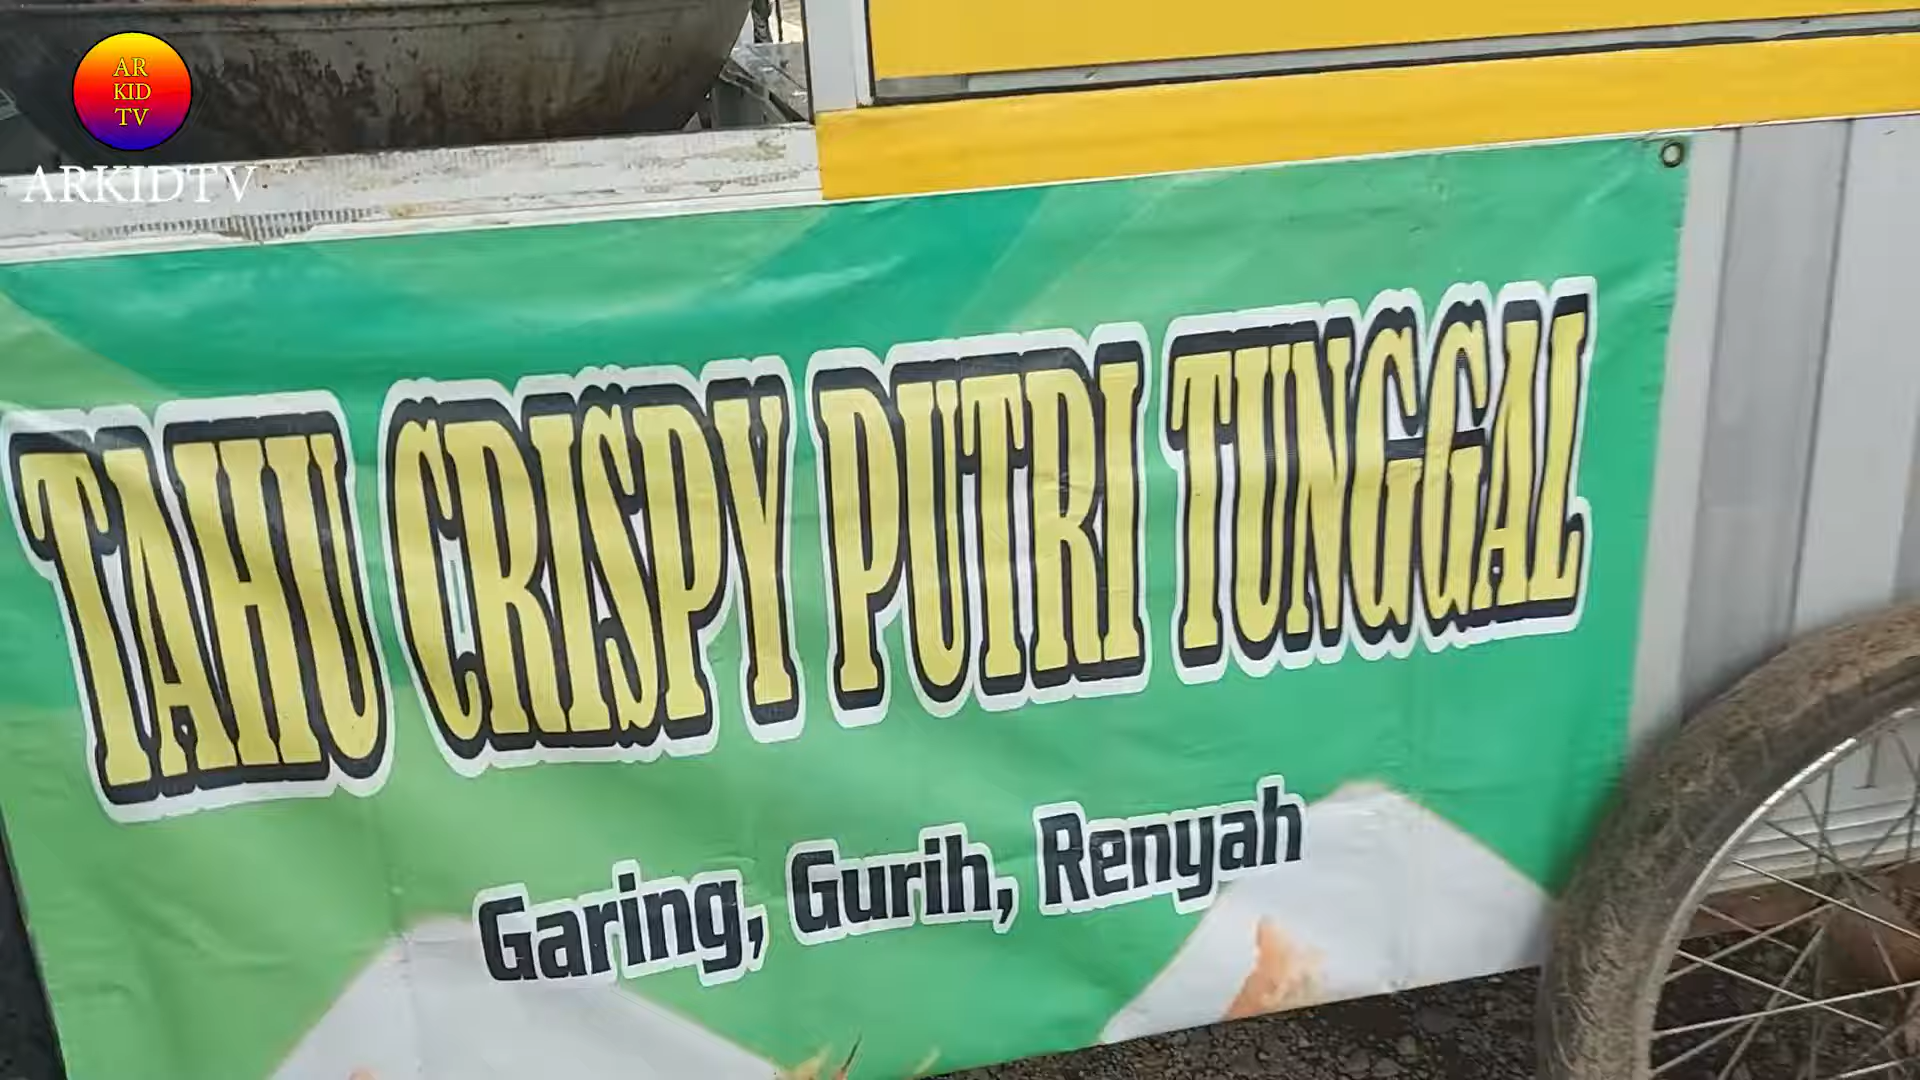 AR
KID
TV
ARKIDTV
TAHU CRISPY PUTRI TUNGGAL
Garing, Gurih, Renyah